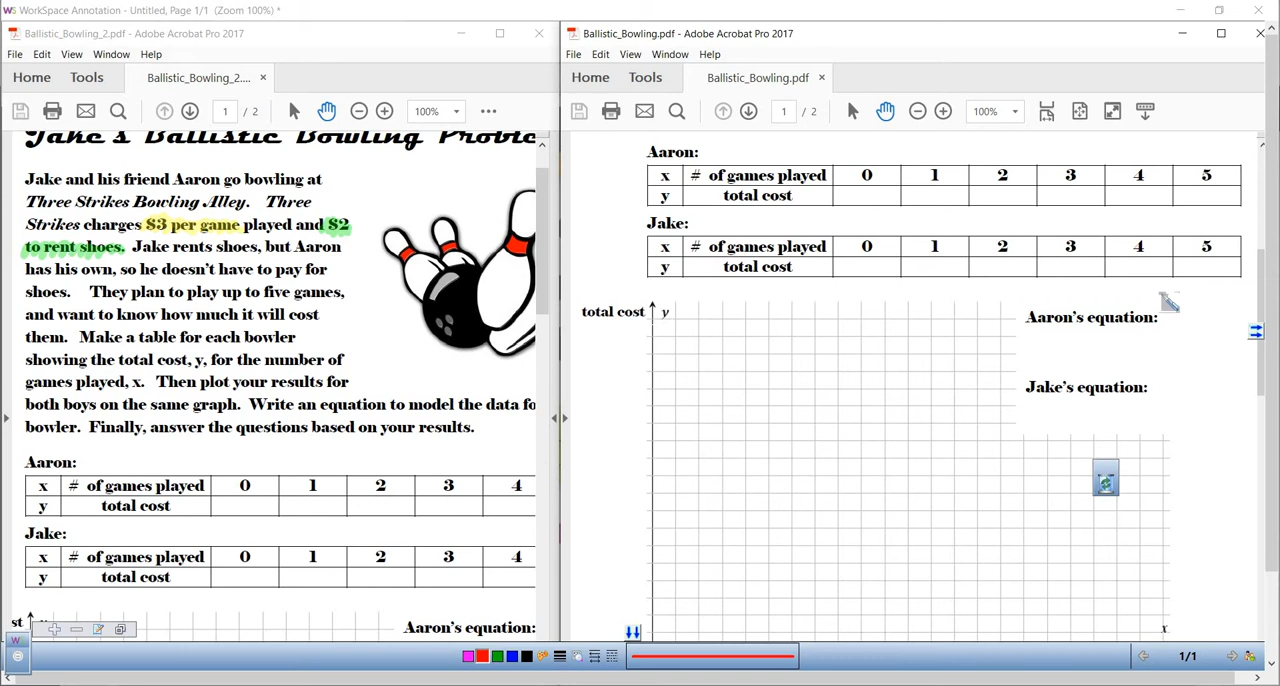 WorkSpace Annotation - Untitled, Page 1/1 (Zoom 100%) *
Ballistic_Bowling_2.pdf - Adobe Acrobat Pro 2017
File Edit View Window Help
Home Tools Ballistic_Bowling_2.... ×
1 / 2 100%
Jake's Ballistic Bowling Proble
Jake and his friend Aaron go bowling at
Three Strikes Bowling Alley. Three
Strikes charges $3 per game played and $2
to rent shoes. Jake rents shoes, but Aaron
has his own, so he doesn't have to pay for
shoes. They plan to play up to five games,
and want to know how much it will cost
them. Make a table for each bowler
showing the total cost, y, for the number of
games played, x. Then plot your results for
both boys on the same graph. Write an equation to model the data fo
bowler. Finally, answer the questions based on your results.
Aaron:
x # of games played 0 1 2 3 4
y total cost
Jake:
x # of games played 0 1 2 3 4
y total cost
st
Aaron's equation:
Ballistic_Bowling.pdf - Adobe Acrobat Pro 2017
File Edit View Window Help
Home Tools Ballistic_Bowling.pdf ×
1 / 2 100%
Aaron:
x # of games played 0 1 2 3 4 5
y total cost
Jake:
x # of games played 0 1 2 3 4 5
y total cost
total cost y
Aaron's equation:
Jake's equation:
x
1/1